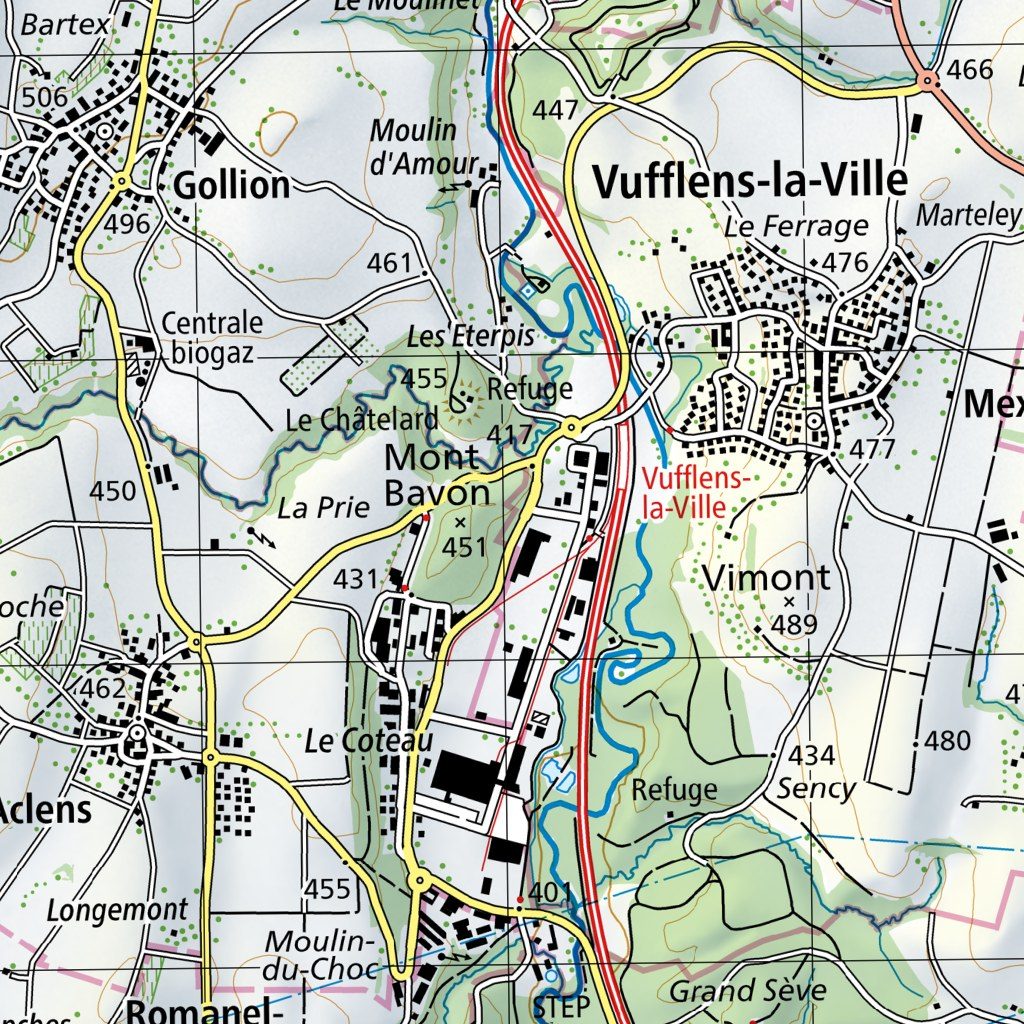 Le Moulinet
Bartex
466
506
447
Moulin
d'Amour
Vufflens-la-Ville
Gollion
Le Ferrage
Marteley
496
461
476
Centrale
biogaz
Les Eterpis
455
Refuge
Le Châtelard
417
Mex
Mont
Bavon
477
450
La Prie
Vufflens-
la-Ville
451
431
Vimont
489
462
Le Coteau
480
434
Refuge
Sency
Aclens
455
401
Longemont
Moulin-
du-Choc
Grand Sève
Romanel-
STEP